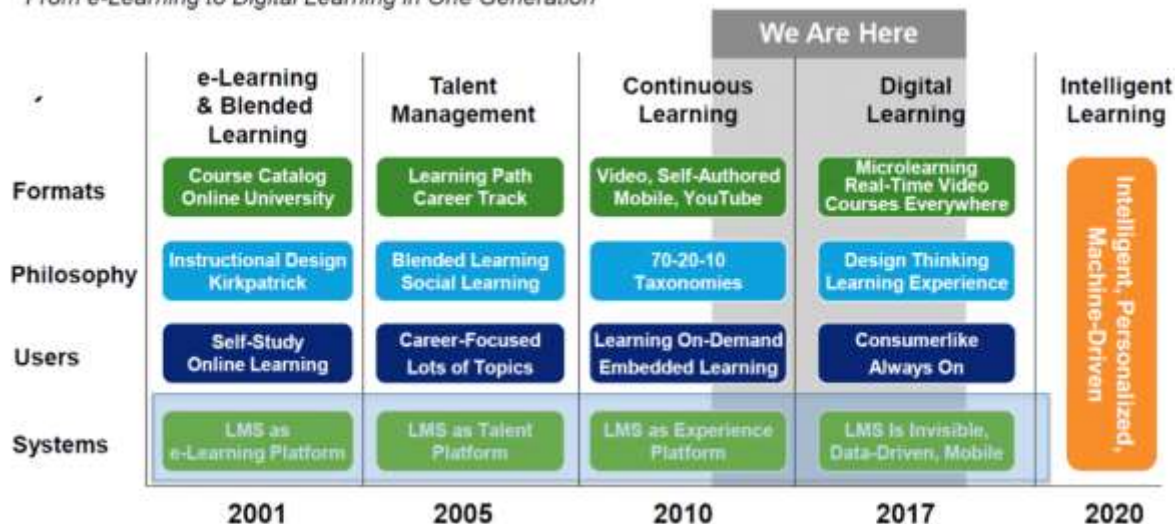 From e-Learning to Digital Learning in One Generation
We Are Here
e-Learning
& Blended
Learning
Talent
Management
Continuous
Learning
Digital
Learning
Intelligent
Learning
Formats
Course Catalog
Online University
Learning Path
Career Track
Video, Self-Authored
Mobile, YouTube
Microlearning
Real-Time Video
Courses Everywhere
Philosophy
Instructional Design
Kirkpatrick
Blended Learning
Social Learning
70-20-10
Taxonomies
Design Thinking
Learning Experience
Users
Self-Study
Online Learning
Career-Focused
Lots of Topics
Learning On-Demand
Embedded Learning
Consumerlike
Always On
Systems
LMS as
e-Learning Platform
LMS as Talent
Platform
LMS as Experience
Platform
LMS Is Invisible,
Data-Driven, Mobile
Intelligent, Personalized,
Machine-Driven
2001
2005
2010
2017
2020